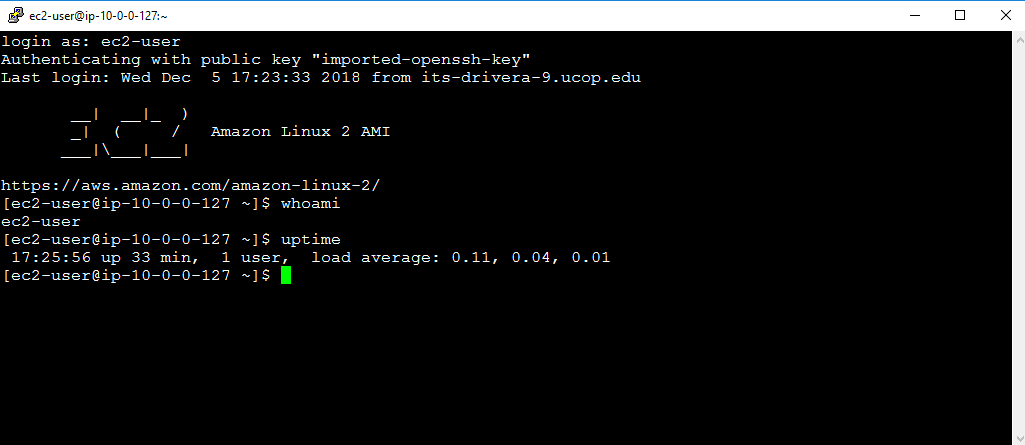 ec2-user@ip-10-0-0-127:~
login as: ec2-user
Authenticating with public key "imported-openssh-key"
Last login: Wed Dec  5 17:23:33 2018 from its-drivera-9.ucop.edu

       __|  __|_  )
       _|  (     /   Amazon Linux 2 AMI
      ___|\___|___|

https://aws.amazon.com/amazon-linux-2/
[ec2-user@ip-10-0-0-127 ~]$ whoami
ec2-user
[ec2-user@ip-10-0-0-127 ~]$ uptime
 17:25:56 up 33 min,  1 user,  load average: 0.11, 0.04, 0.01
[ec2-user@ip-10-0-0-127 ~]$